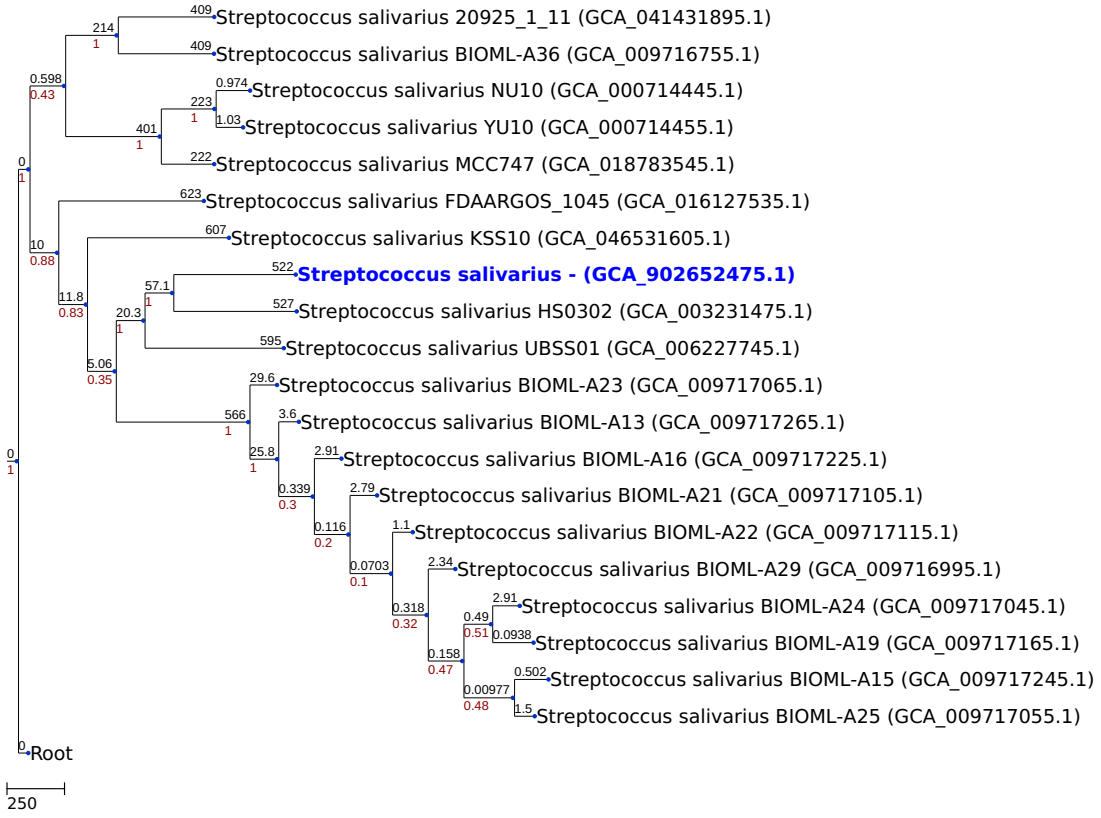 409 Streptococcus salivarius 20925_1_11 (GCA_041431895.1)
214
1
409 Streptococcus salivarius BIOML-A36 (GCA_009716755.1)
0.598
0.43
0.974 Streptococcus salivarius NU10 (GCA_000714445.1)
223
1
1.03 Streptococcus salivarius YU10 (GCA_000714455.1)
401
1
222 Streptococcus salivarius MCC747 (GCA_018783545.1)
0
1
623 Streptococcus salivarius FDAARGOS_1045 (GCA_016127535.1)
10
0.88
607 Streptococcus salivarius KSS10 (GCA_046531605.1)
522 Streptococcus salivarius - (GCA_902652475.1)
57.1
1
11.8
0.83
527 Streptococcus salivarius HS0302 (GCA_003231475.1)
20.3
1
595 Streptococcus salivarius UBSS01 (GCA_006227745.1)
5.06
0.35
29.6 Streptococcus salivarius BIOML-A23 (GCA_009717065.1)
566
1
3.6 Streptococcus salivarius BIOML-A13 (GCA_009717265.1)
0
1
25.8
1
2.91 Streptococcus salivarius BIOML-A16 (GCA_009717225.1)
0.339
0.3
2.79 Streptococcus salivarius BIOML-A21 (GCA_009717105.1)
0.116
0.2
1.1 Streptococcus salivarius BIOML-A22 (GCA_009717115.1)
0.0703
0.1
2.34 Streptococcus salivarius BIOML-A29 (GCA_009716995.1)
0.318
0.32
2.91 Streptococcus salivarius BIOML-A24 (GCA_009717045.1)
0.49
0.51
0.0938 Streptococcus salivarius BIOML-A19 (GCA_009717165.1)
0.158
0.47
0.502 Streptococcus salivarius BIOML-A15 (GCA_009717245.1)
0.00977
0.48
1.5 Streptococcus salivarius BIOML-A25 (GCA_009717055.1)
0 Root
250